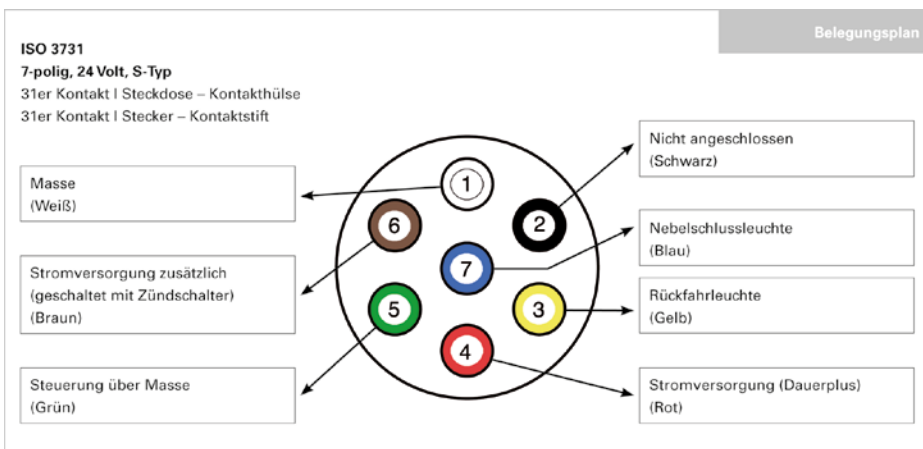 Belegungsplan
ISO 3731
7-polig, 24 Volt, S-Typ
31er Kontakt I Steckdose – Kontakthülse
31er Kontakt I Stecker – Kontaktstift
Masse
(Weiß)
Stromversorgung zusätzlich
(geschaltet mit Zündschalter)
(Braun)
Steuerung über Masse
(Grün)
1
6
2
7
5
3
4
Nicht angeschlossen
(Schwarz)
Nebelschlussleuchte
(Blau)
Rückfahrleuchte
(Gelb)
Stromversorgung (Dauerplus)
(Rot)